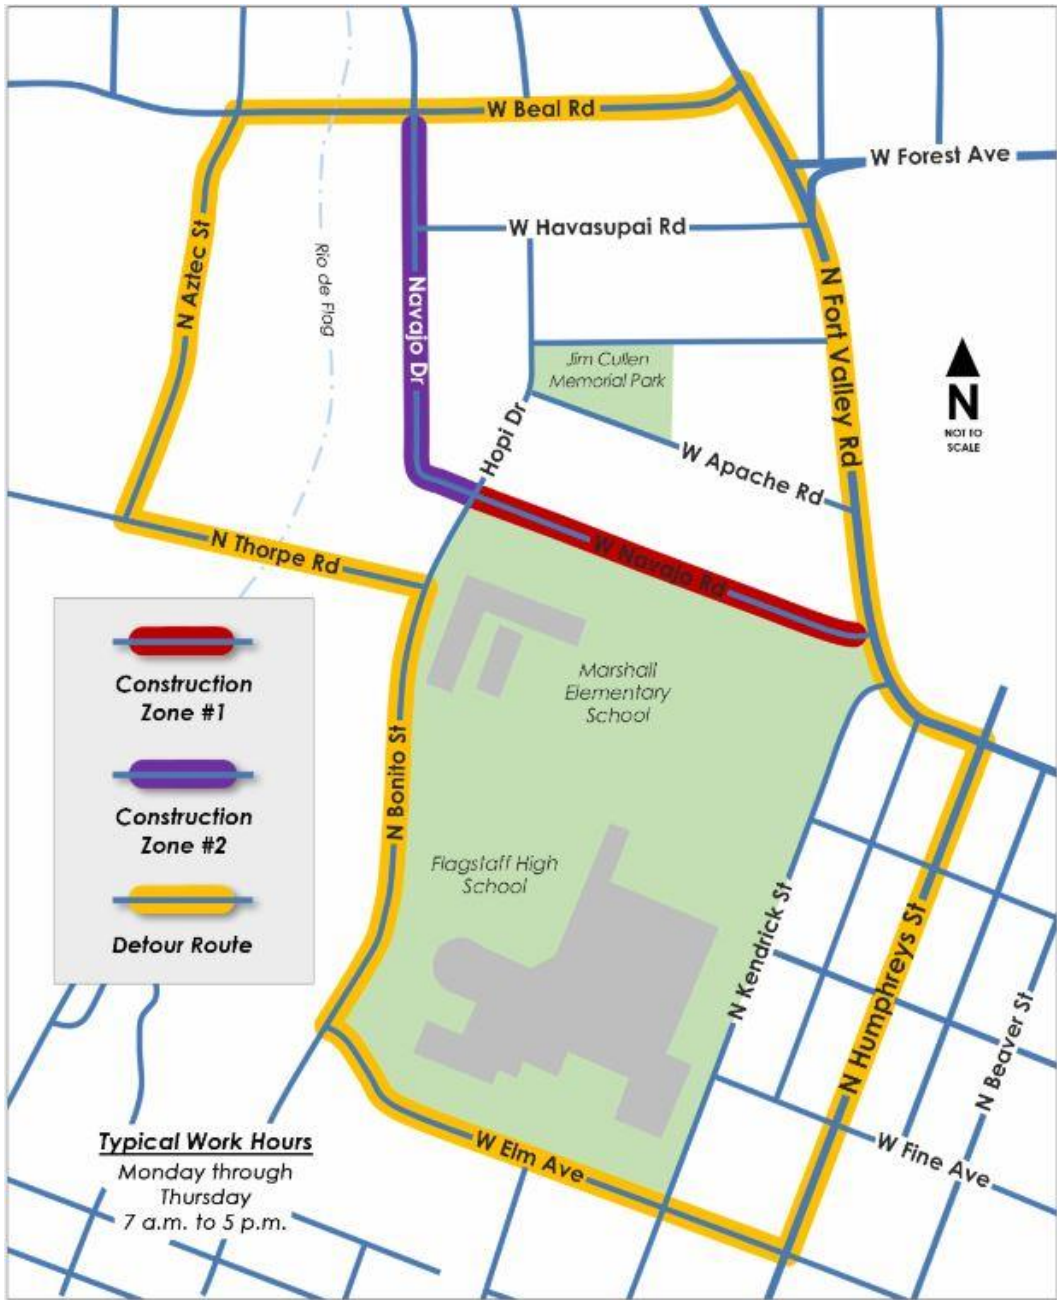 W Beal Rd
W Forest Ave
W Havasupai Rd
N Aztec St
Rio de Flag
Navajo Dr
N Fort Valley Rd
Jim Cullen
Memorial Park
N
NOT TO
SCALE
Hopi Dr
W Apache Rd
N Thorpe Rd
W Navajo Rd
Construction
Zone #1
Marshall
Elementary
School
N Bonito St
Construction
Zone #2
Flagstaff High
School
Detour Route
N Kendrick St
N Humphreys St
N Beaver St
W Elm Ave
W Fine Ave
Typical Work Hours
Monday through
Thursday
7 a.m. to 5 p.m.